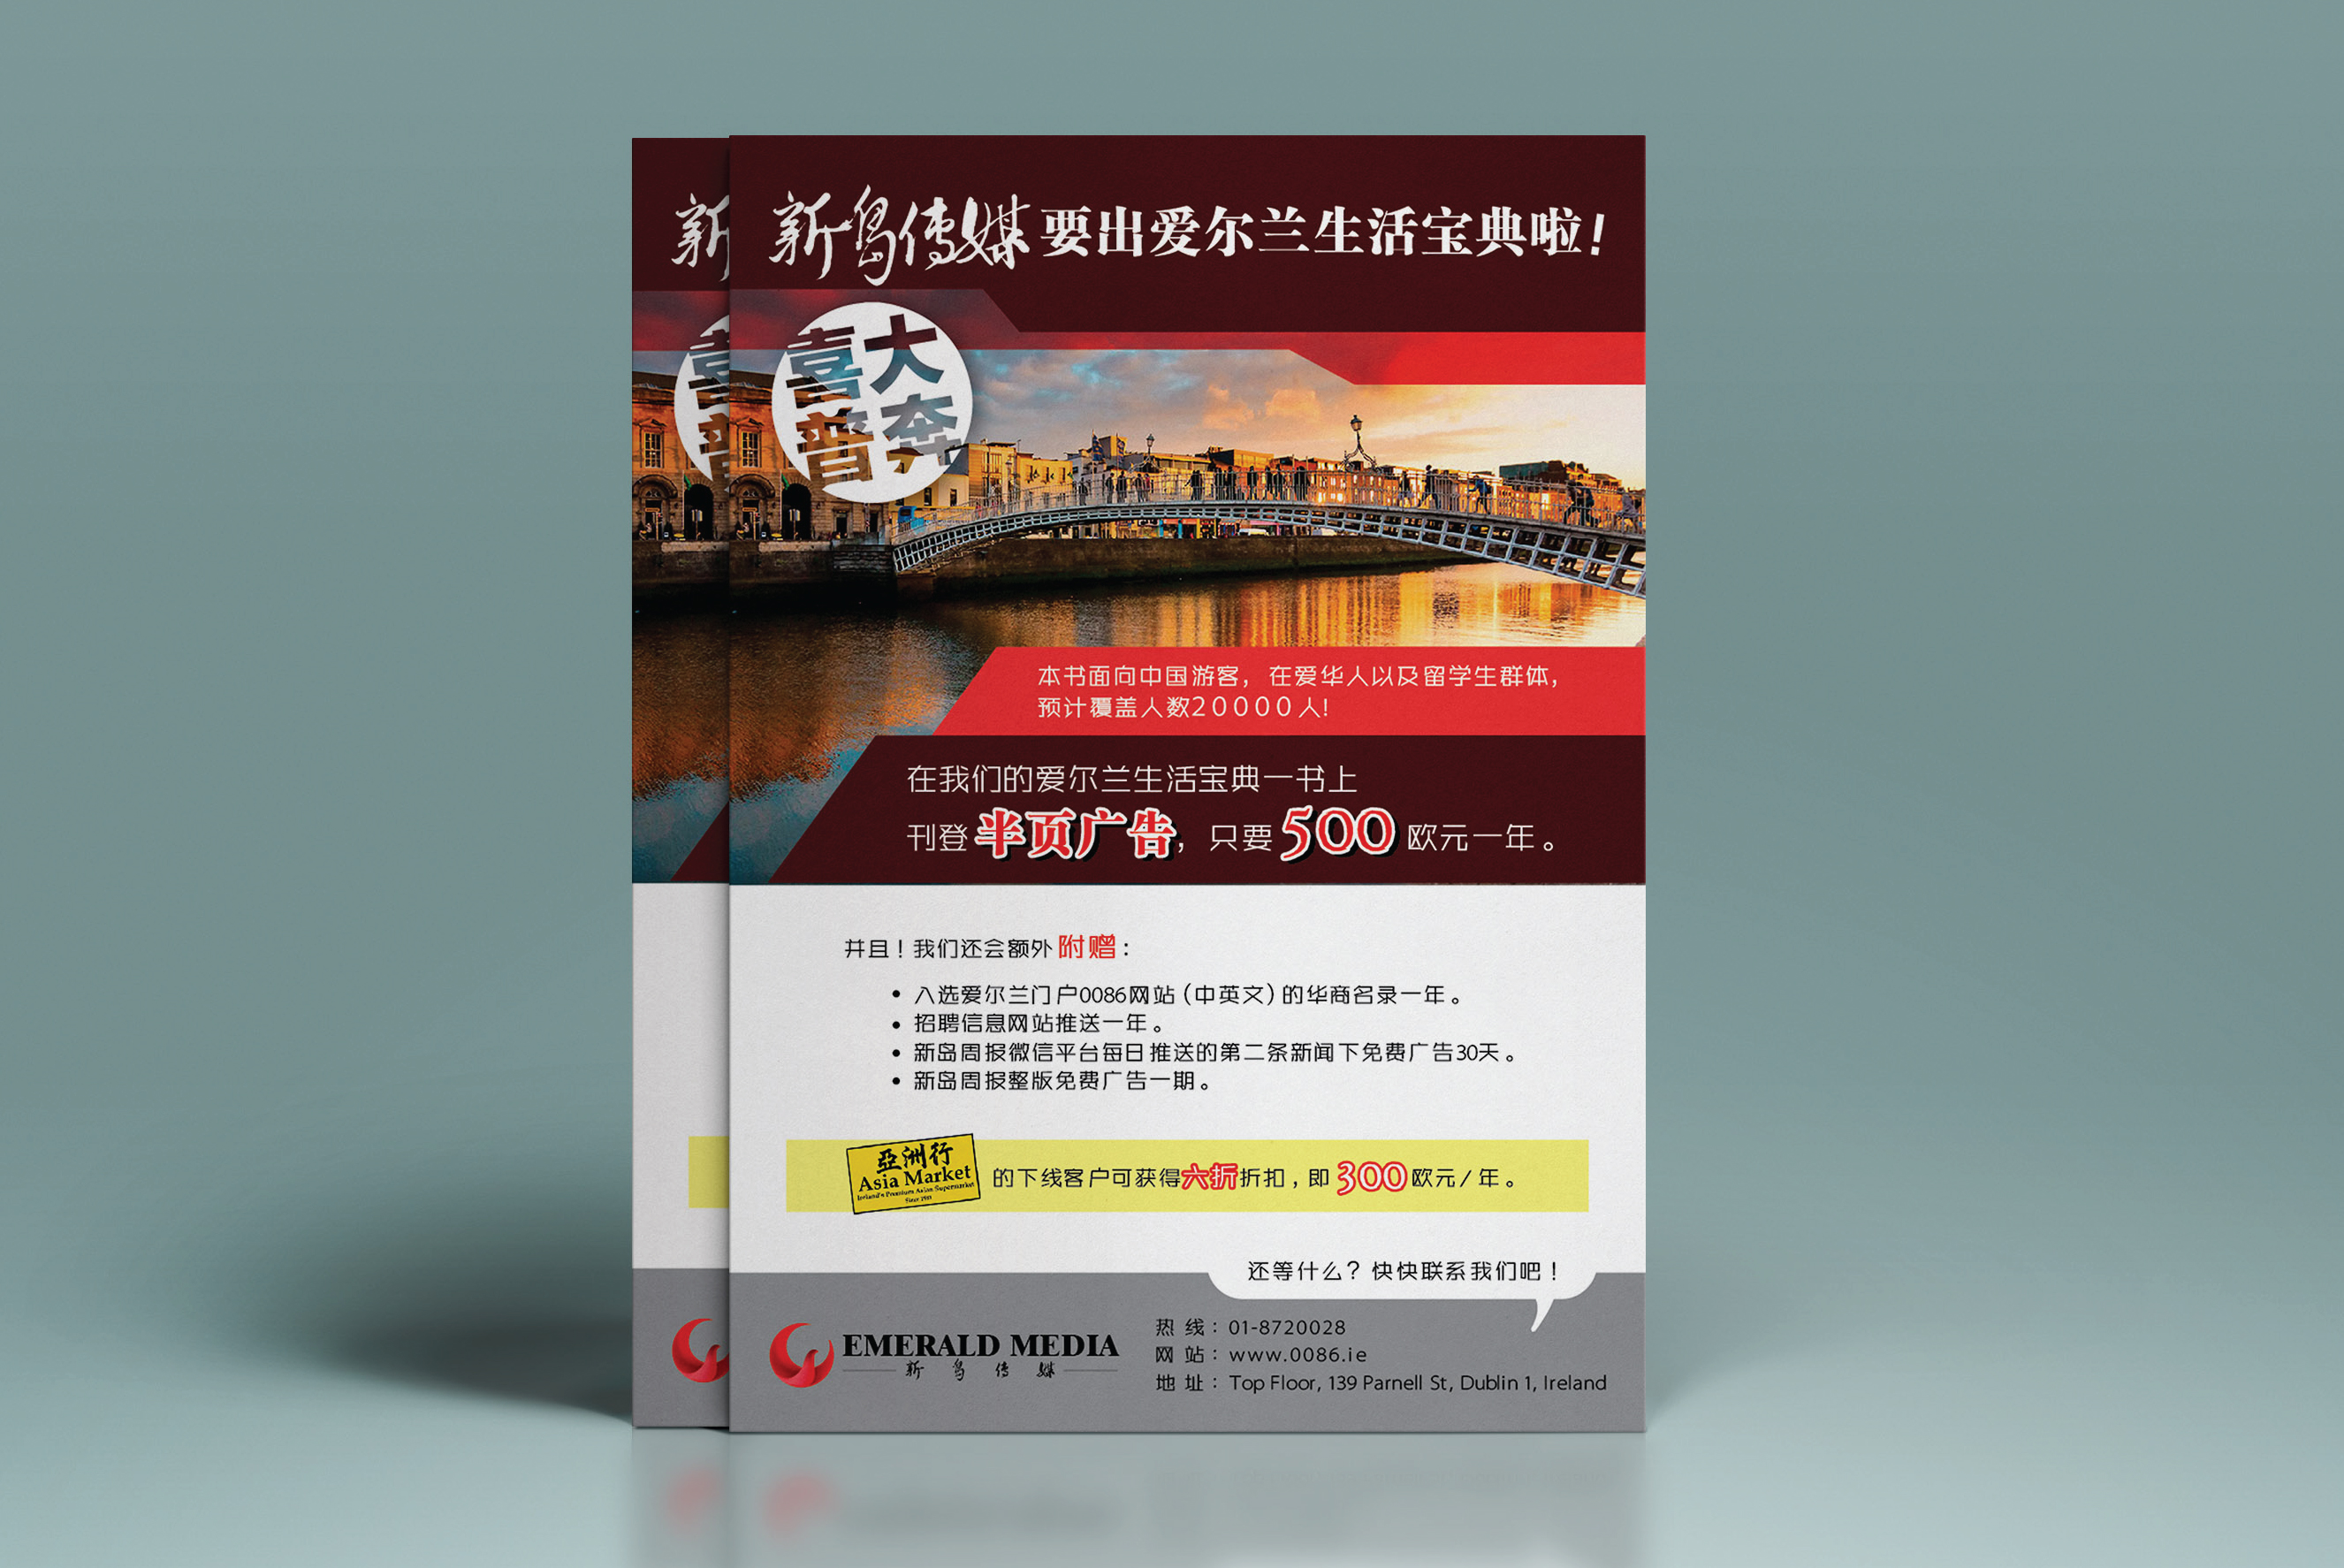 新岛传媒要出爱尔兰生活宝典啦!
大奔
喜普
本书面向中国游客，在爱华人以及留学生群体，
预计覆盖人数20000人!
在我们的爱尔兰生活宝典一书上
刊登半页广告，只要500欧元一年。
并且！我们还会额外附赠：
• 入选爱尔兰门户0086网站（中英文）的华商名录一年。
• 招聘信息网站推送一年。
• 新岛周报微信平台每日推送的第二条新闻下免费广告30天。
• 新岛周报整版免费广告一期。
亞洲行
Asia Market
Ireland's Premium Asian Supermarket
Since 1981
的下线客户可获得六折折扣，即300欧元/年。
还等什么？快快联系我们吧！
EMERALD MEDIA
新岛传媒
热线：01-8720028
网站：www.0086.ie
地址：Top Floor, 139 Parnell St, Dublin 1, Ireland